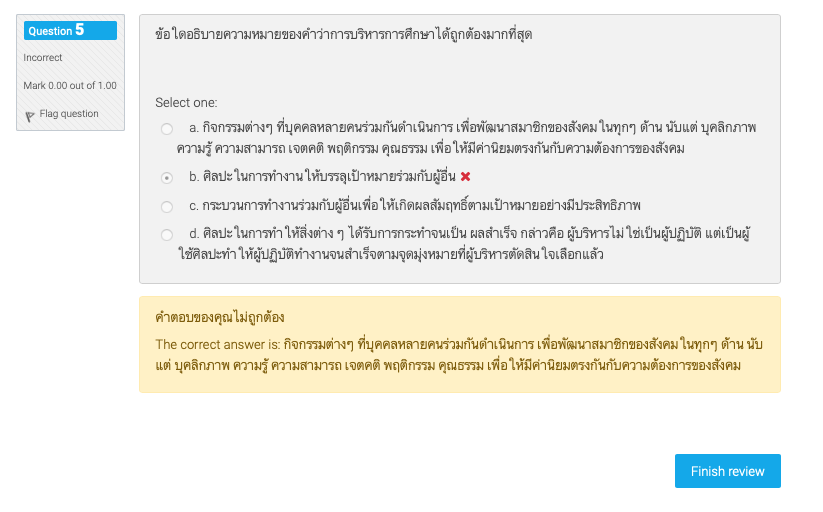 Question 5
Incorrect
Mark 0.00 out of 1.00
Flag question
ข้อใดอธิบายความหมายของคำว่าการบริหารการศึกษาได้ถูกต้องมากที่สุด
Select one:
a. กิจกรรมต่างๆ ที่บุคคลหลายคนร่วมกันดำเนินการ เพื่อพัฒนาสมาชิกของสังคมในทุกๆ ด้าน นับแต่ บุคลิกภาพ
ความรู้ ความสามารถ เจตคติ พฤติกรรม คุณธรรม เพื่อให้มีค่านิยมตรงกันกับความต้องการของสังคม
b. ศิลปะในการทำงานให้บรรลุเป้าหมายร่วมกับผู้อื่น
c. กระบวนการทำงานร่วมกับผู้อื่นเพื่อให้เกิดผลสัมฤทธิ์ตามเป้าหมายอย่างมีประสิทธิภาพ
d. ศิลปะในการทำให้สิ่งต่าง ๆ ได้รับการกระทำจนเป็น ผลสำเร็จ กล่าวคือ ผู้บริหารไม่ใช่เป็นผู้ปฏิบัติ แต่เป็นผู้
ใช้ศิลปะทำให้ผู้ปฏิบัติทำงานจนสำเร็จตามจุดมุ่งหมายที่ผู้บริหารตัดสินใจเลือกแล้ว
คำตอบของคุณไม่ถูกต้อง
The correct answer is: กิจกรรมต่างๆ ที่บุคคลหลายคนร่วมกันดำเนินการ เพื่อพัฒนาสมาชิกของสังคมในทุกๆ ด้าน นับ
แต่ บุคลิกภาพ ความรู้ ความสามารถ เจตคติ พฤติกรรม คุณธรรม เพื่อให้มีค่านิยมตรงกันกับความต้องการของสังคม
Finish review